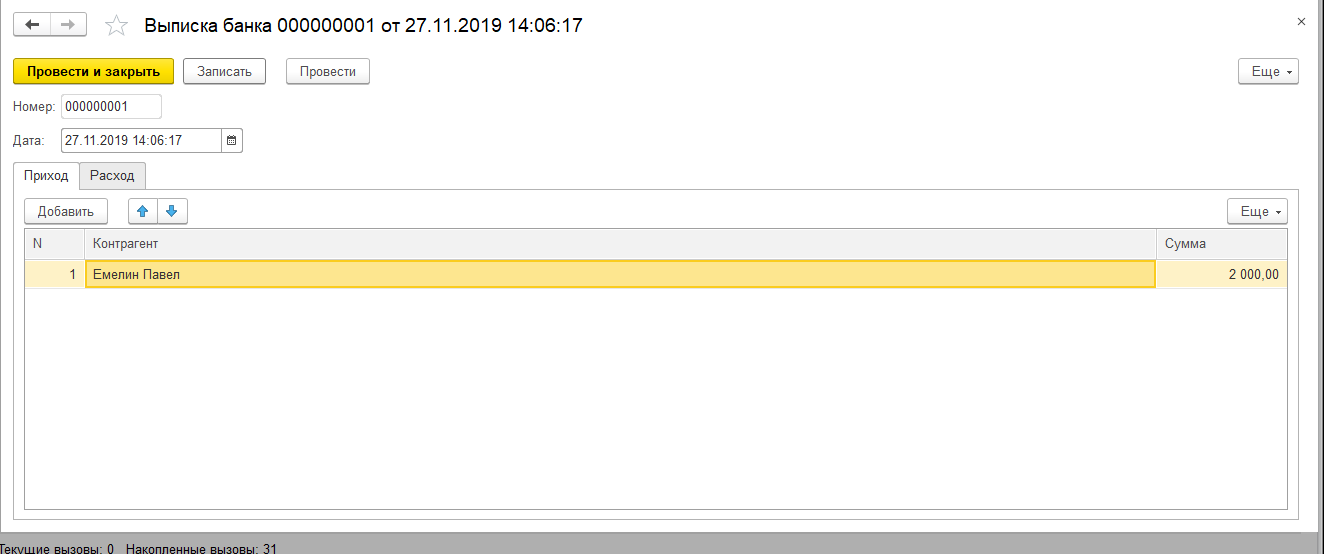 Выписка банка 000000001 от 27.11.2019 14:06:17
Провести и закрыть Записать Провести Еще
Номер: 000000001
Дата: 27.11.2019 14:06:17
Приход Расход
Добавить Еще
N Контрагент Сумма
1 Емелин Павел 2 000,00
Текущие вызовы: 0 Накопленные вызовы: 31